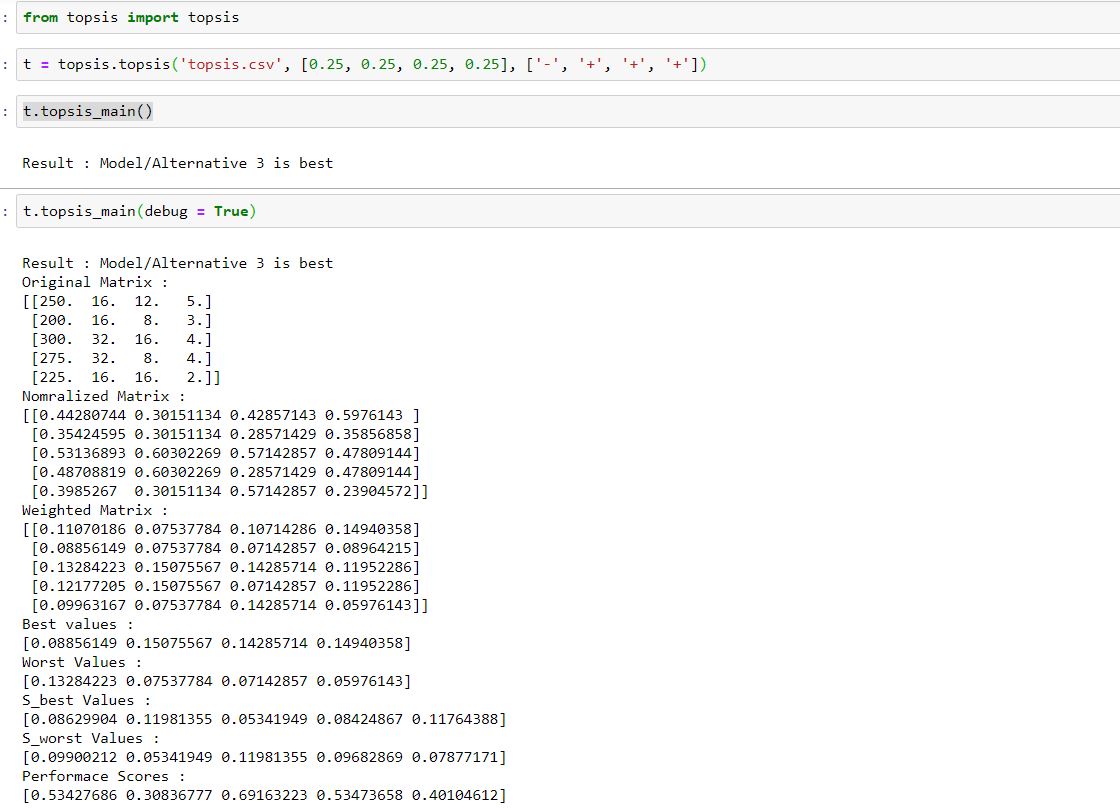 : from topsis import topsis
: t = topsis.topsis('topsis.csv', [0.25, 0.25, 0.25, 0.25], ['-', '+', '+', '+'])
: t.topsis_main()
Result : Model/Alternative 3 is best
: t.topsis_main(debug = True)
Result : Model/Alternative 3 is best
Original Matrix :
[[250.  16.  12.   5.]
 [200.  16.   8.   3.]
 [300.  32.  16.   4.]
 [275.  32.   8.   4.]
 [225.  16.  16.   2.]]
Nomralized Matrix :
[[0.44280744 0.30151134 0.42857143 0.5976143 ]
 [0.35424595 0.30151134 0.28571429 0.35856858]
 [0.53136893 0.60302269 0.57142857 0.47809144]
 [0.48708819 0.60302269 0.28571429 0.47809144]
 [0.3985267  0.30151134 0.57142857 0.23904572]]
Weighted Matrix :
[[0.11070186 0.07537784 0.10714286 0.14940358]
 [0.08856149 0.07537784 0.07142857 0.08964215]
 [0.13284223 0.15075567 0.14285714 0.11952286]
 [0.12177205 0.15075567 0.07142857 0.11952286]
 [0.09963167 0.07537784 0.14285714 0.05976143]]
Best values :
[0.08856149 0.15075567 0.14285714 0.14940358]
Worst Values :
[0.13284223 0.07537784 0.07142857 0.05976143]
S_best Values :
[0.08629904 0.11981355 0.05341949 0.08424867 0.11764388]
S_worst Values :
[0.09900212 0.05341949 0.11981355 0.09682869 0.07877171]
Performace Scores :
[0.53427686 0.30836777 0.69163223 0.53473658 0.40104612]